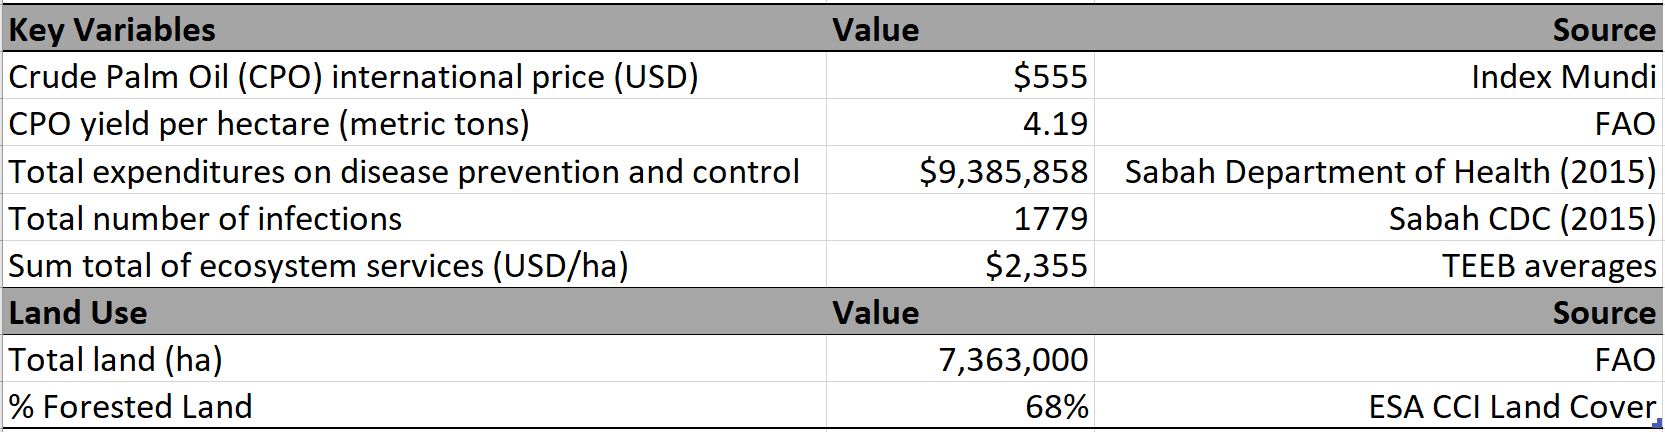 Key Variables Value Source
Crude Palm Oil (CPO) international price (USD) $555 Index Mundi
CPO yield per hectare (metric tons) 4.19 FAO
Total expenditures on disease prevention and control $9,385,858 Sabah Department of Health (2015)
Total number of infections 1779 Sabah CDC (2015)
Sum total of ecosystem services (USD/ha) $2,355 TEEB averages
Land Use Value Source
Total land (ha) 7,363,000 FAO
% Forested Land 68% ESA CCI Land Cover